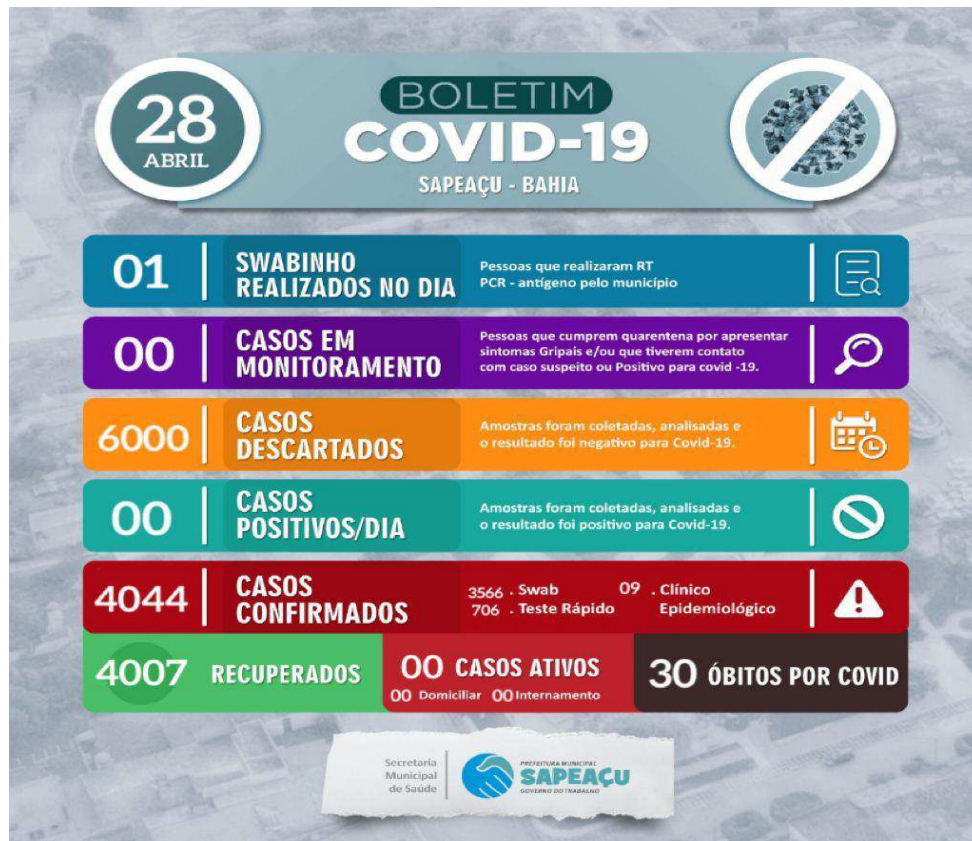 28
ABRIL
BOLETIM
COVID-19
SAPEAÇU - BAHIA
01
SWABINHO
REALIZADOS NO DIA
Pessoas que realizaram RT
PCR - antígeno pelo município
00
CASOS EM
MONITORAMENTO
Pessoas que cumprem quarentena por apresentar
sintomas Gripais e/ou que tiverem contato
com caso suspeito ou Positivo para covid -19.
6000
CASOS
DESCARTADOS
Amostras foram coletadas, analisadas e
o resultado foi negativo para Covid-19.
00
CASOS
POSITIVOS/DIA
Amostras foram coletadas, analisadas e
o resultado foi positivo para Covid-19.
4044
CASOS
CONFIRMADOS
3566 . Swab
706 . Teste Rápido
09 . Clínico
Epidemiológico
4007 RECUPERADOS
00 CASOS ATIVOS
00 Domiciliar 00 Internamento
30 ÓBITOS POR COVID
Secretaria
Municipal
de Saúde
PREFEITURA MUNICIPAL
SAPEAÇU
GOVERNO DO TRABALHO